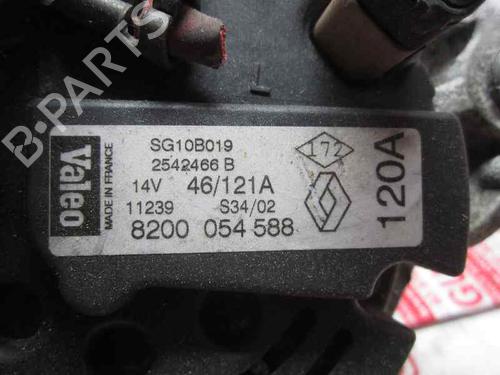 Valeo
MADE IN FRANCE
SG10B019
2542466 B
14V 46/121A
11239 S34/02
8200 054 588
172
120A
B-PARTS